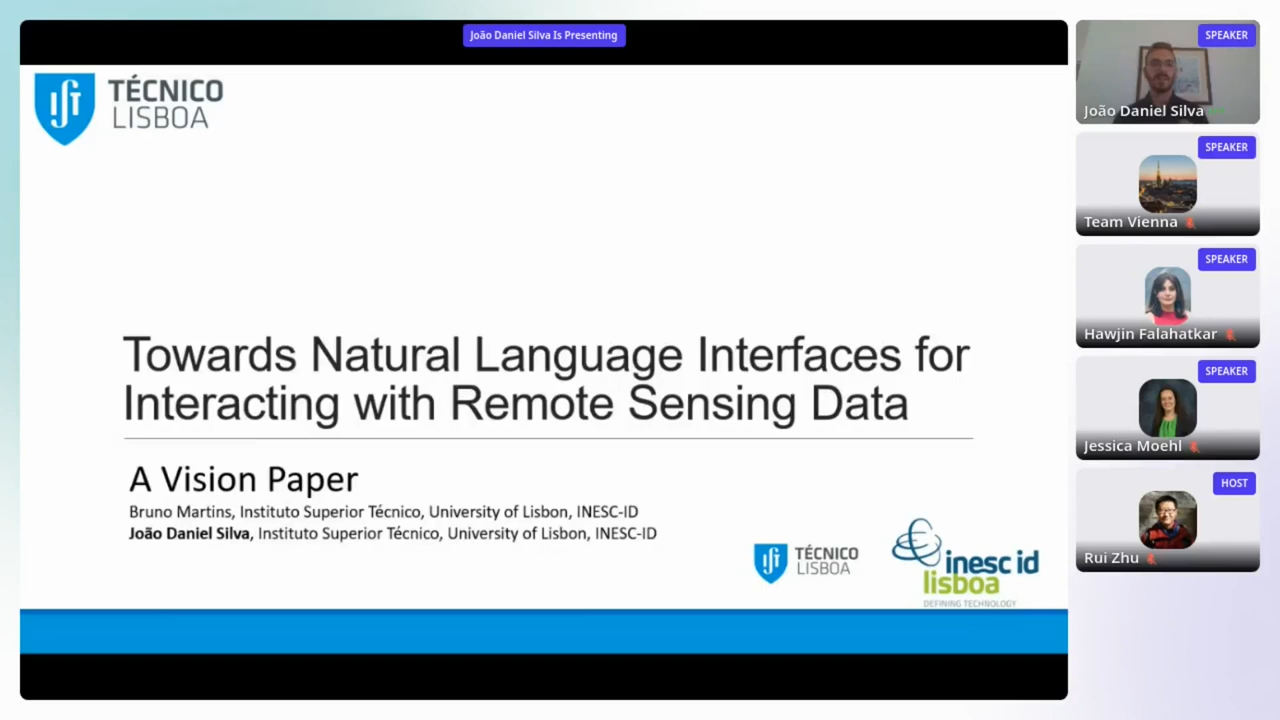 João Daniel Silva Is Presenting
TÉCNICO
LISBOA
Towards Natural Language Interfaces for
Interacting with Remote Sensing Data
A Vision Paper
Bruno Martins, Instituto Superior Técnico, University of Lisbon, INESC-ID
João Daniel Silva, Instituto Superior Técnico, University of Lisbon, INESC-ID
TÉCNICO
LISBOA
inesc id
lisboa
DEFINING TECHNOLOGY
SPEAKER
João Daniel Silva
SPEAKER
Team Vienna
SPEAKER
Hawjin Falahatkar
SPEAKER
Jessica Moehl
HOST
Rui Zhu